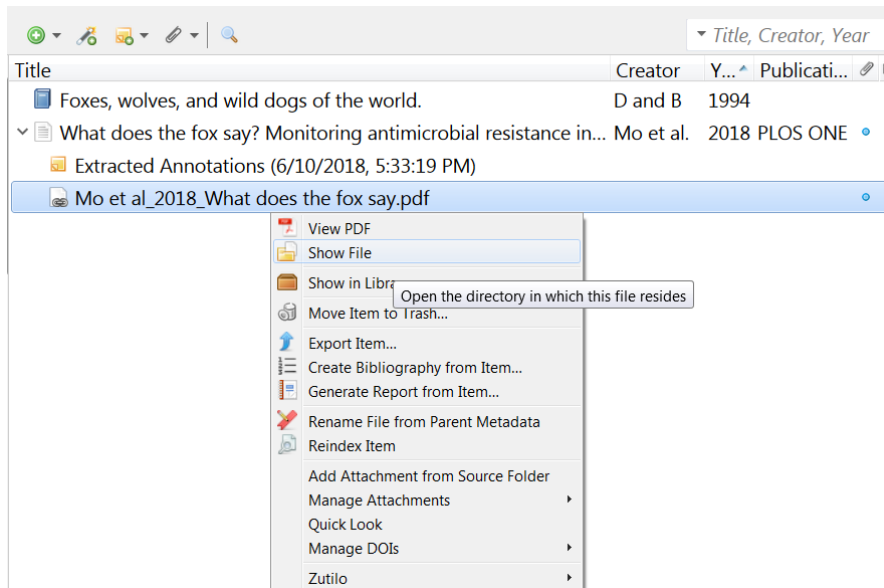 Title, Creator, Year
Title Creator Y... Publicati...
Foxes, wolves, and wild dogs of the world. D and B 1994
What does the fox say? Monitoring antimicrobial resistance in... Mo et al. 2018 PLOS ONE
Extracted Annotations (6/10/2018, 5:33:19 PM)
Mo et al_2018_What does the fox say.pdf
View PDF
Show File
Show in Libra
Open the directory in which this file resides
Move Item to Trash...
Export Item...
Create Bibliography from Item...
Generate Report from Item...
Rename File from Parent Metadata
Reindex Item
Add Attachment from Source Folder
Manage Attachments
Quick Look
Manage DOIs
Zutilo